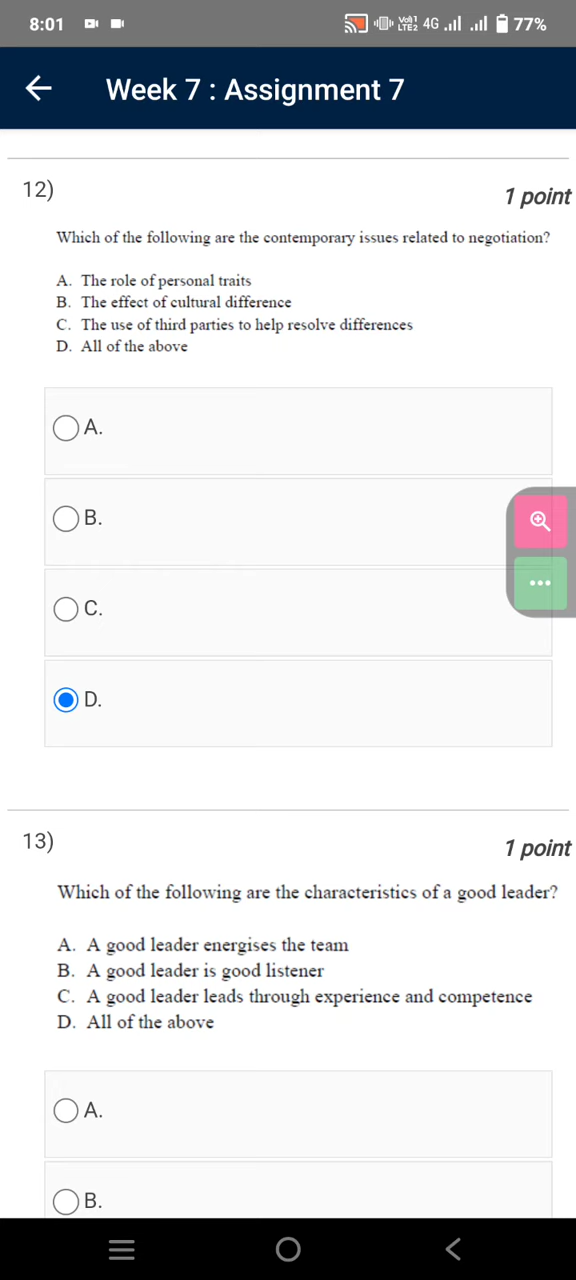 8:01 Vo)) 1 LTE2 4G 77%
Week 7 : Assignment 7
12)
1 point
Which of the following are the contemporary issues related to negotiation?
A. The role of personal traits
B. The effect of cultural difference
C. The use of third parties to help resolve differences
D. All of the above
A.
B.
C.
D.
13)
1 point
Which of the following are the characteristics of a good leader?
A. A good leader energises the team
B. A good leader is good listener
C. A good leader leads through experience and competence
D. All of the above
A.
B.